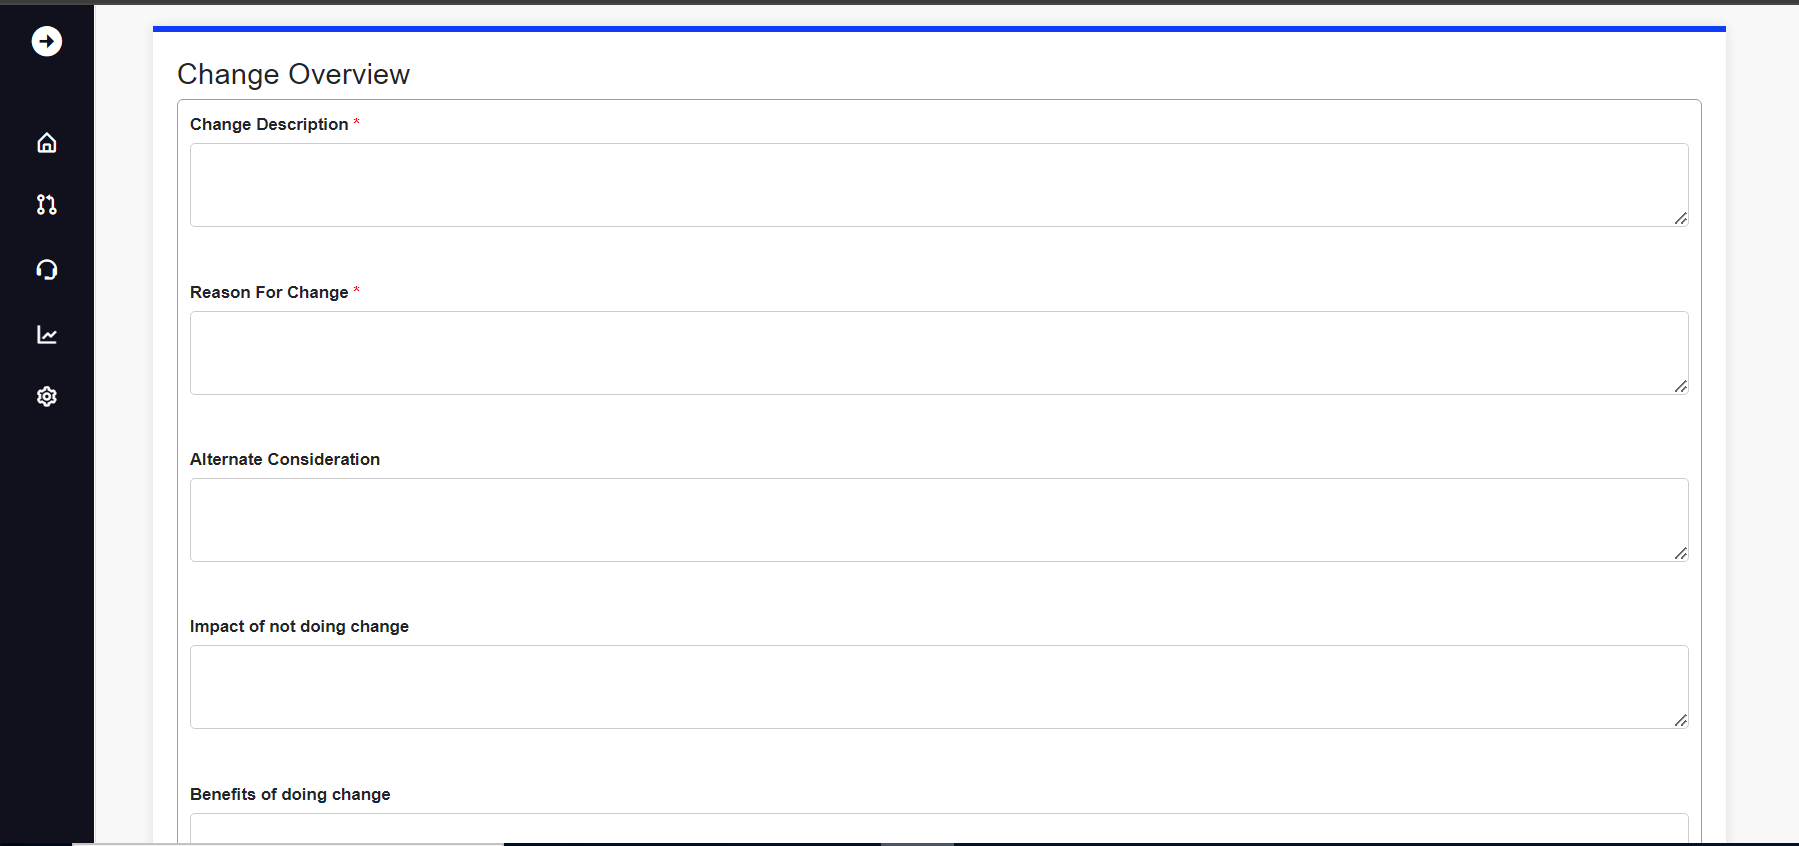 Change Overview
Change Description *
Reason For Change *
Alternate Consideration
Impact of not doing change
Benefits of doing change